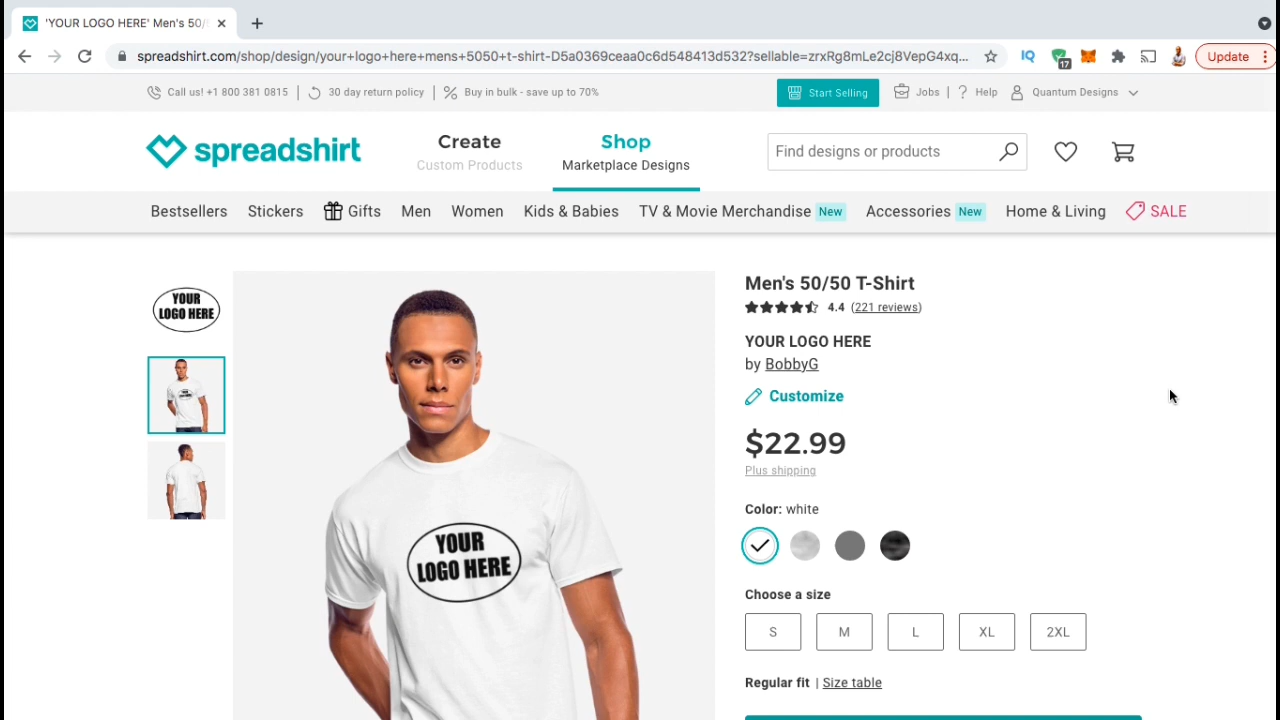 'YOUR LOGO HERE' Men's 50/
spreadshirt.com/shop/design/your+logo+here+mens+5050+t-shirt-D5a0369ceaa0c6d548413d532?sellable=zrxRg8mLe2cj8VepG4xq...
IQ
17
Update
Call us! +1 800 381 0815 | 30 day return policy | Buy in bulk - save up to 70%
Start Selling
Jobs | Help
Quantum Designs
spreadshirt
Create
Custom Products
Shop
Marketplace Designs
Find designs or products
Bestsellers Stickers Gifts Men Women Kids & Babies TV & Movie Merchandise New Accessories New Home & Living SALE
YOUR
LOGO HERE
YOUR
LOGO HERE
Men's 50/50 T-Shirt
4.4 (221 reviews)
YOUR LOGO HERE
by BobbyG
Customize
$22.99
Plus shipping
Color: white
Choose a size
S M L XL 2XL
Regular fit | Size table